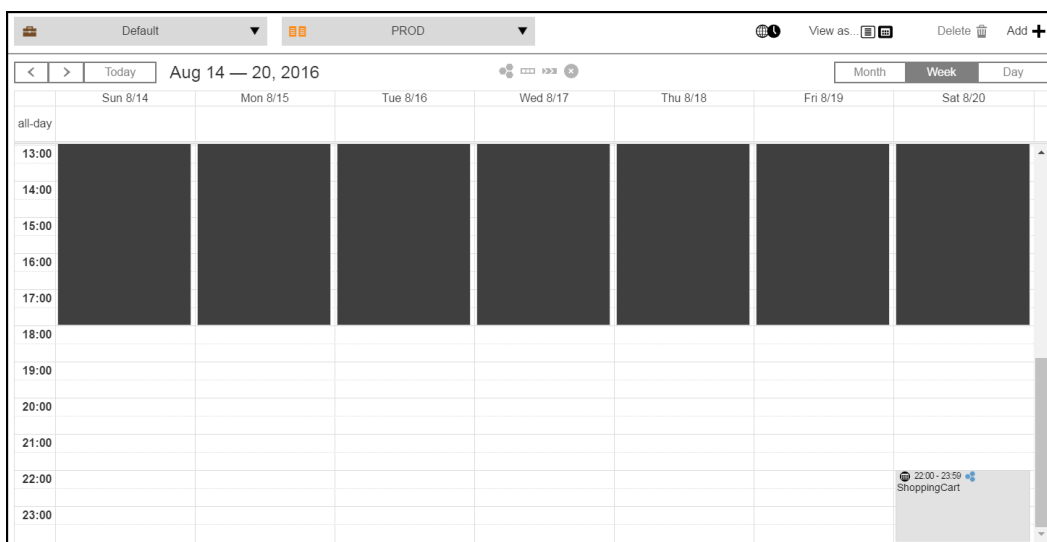 Default ▼ PROD ▼ View as... Delete Add +
< > Today Aug 14 — 20, 2016 Month Week Day
Sun 8/14 Mon 8/15 Tue 8/16 Wed 8/17 Thu 8/18 Fri 8/19 Sat 8/20
all-day
13:00
14:00
15:00
16:00
17:00
18:00
19:00
20:00
21:00
22:00 22:00 - 23:59
ShoppingCart
23:00